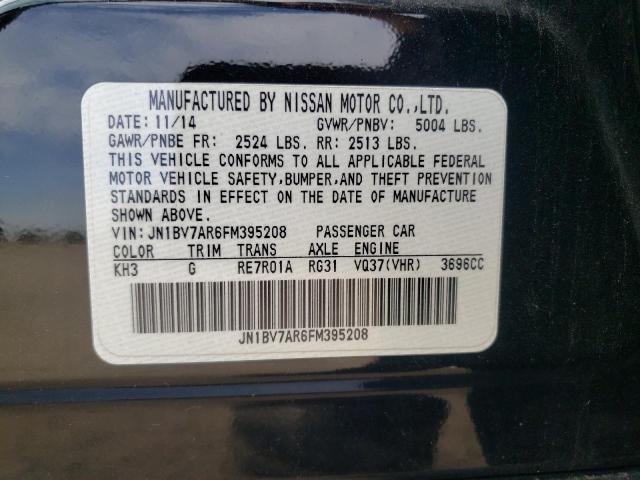 MANUFACTURED BY NISSAN MOTOR CO.,LTD.
DATE: 11/14 GVWR/PNBV: 5004 LBS.
GAWR/PNBE FR: 2524 LBS. RR: 2513 LBS.
THIS VEHICLE CONFORMS TO ALL APPLICABLE FEDERAL
MOTOR VEHICLE SAFETY,BUMPER,AND THEFT PREVENTION
STANDARDS IN EFFECT ON THE DATE OF MANUFACTURE
SHOWN ABOVE.
VIN: JN1BV7AR6FM395208 PASSENGER CAR
COLOR TRIM TRANS AXLE ENGINE
KH3 G RE7R01A RG31 VQ37(VHR) 3696CC
JN1BV7AR6FM395208